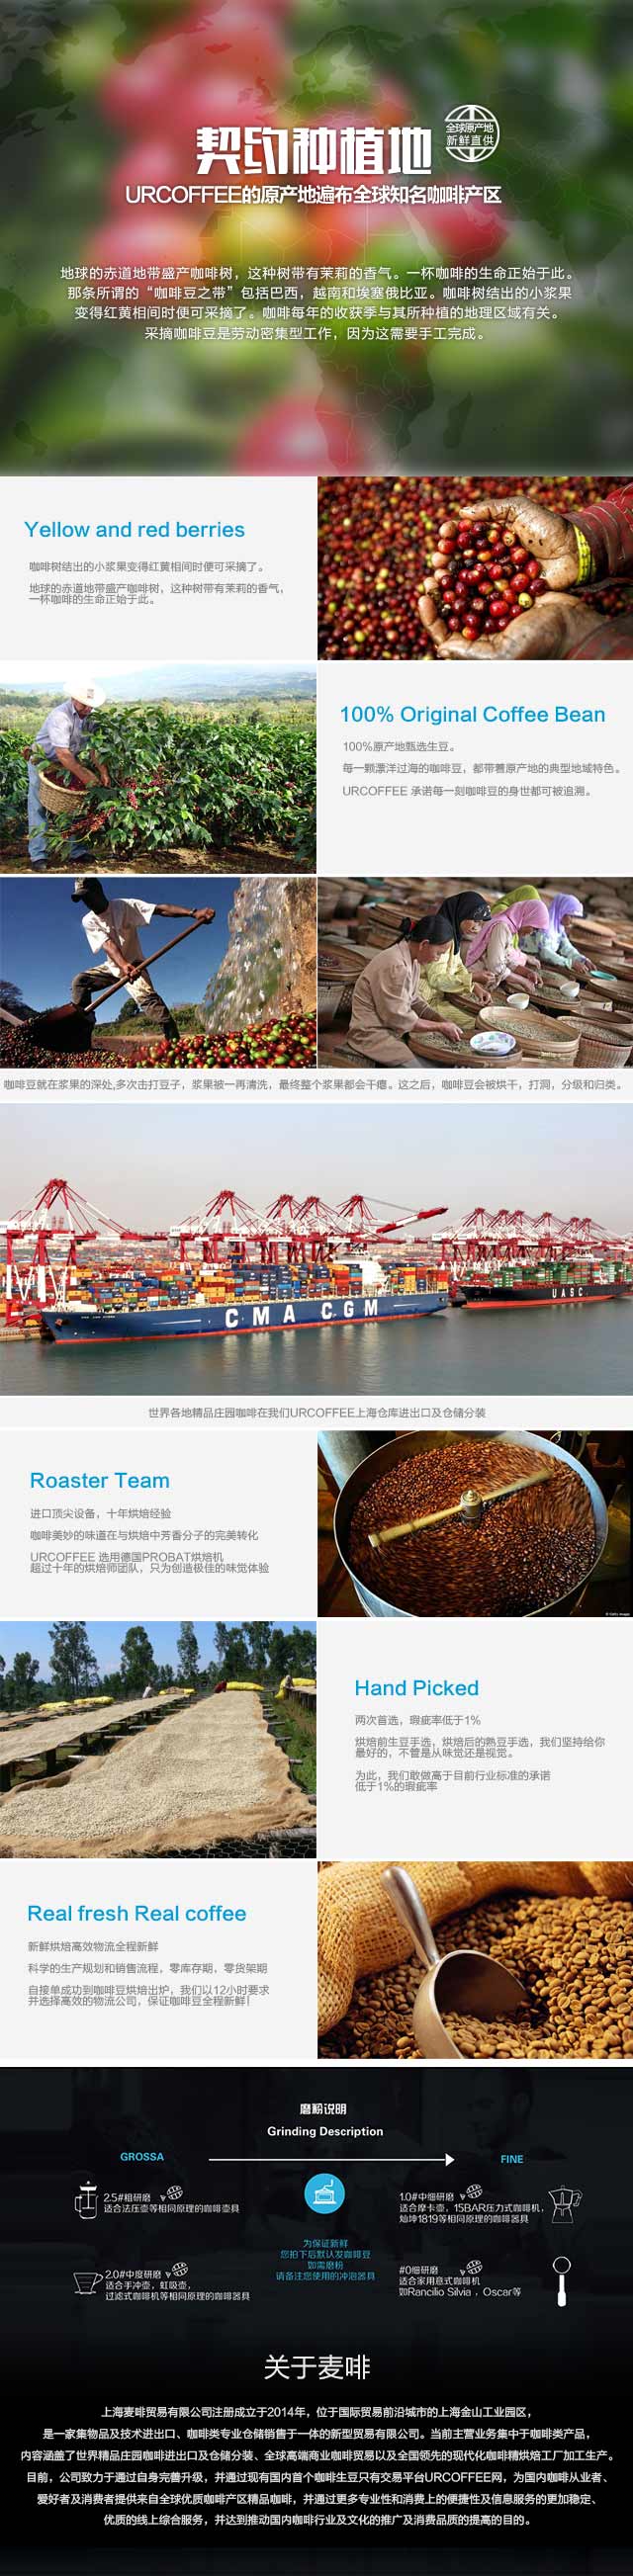 契约种植地
全球原产地
新鲜直供
URCOFFEE的原产地遍布全球知名咖啡产区
地球的赤道地带盛产咖啡树，这种树带有茉莉的香气。一杯咖啡的生命正始于此。
那条所谓的“咖啡豆之带”包括巴西，越南和埃塞俄比亚。咖啡树结出的小浆果
变得红黄相间时便可采摘了。咖啡每年的收获季与其所种植的地理区域有关。
采摘咖啡豆是劳动密集型工作，因为这需要手工完成。
Yellow and red berries
咖啡树结出的小浆果变得红黄相间时便可采摘了。
地球的赤道地带盛产咖啡树，这种树带有茉莉的香气，
一杯咖啡的生命正始于此。
100% Original Coffee Bean
100%原产地甄选生豆。
每一颗漂洋过海的咖啡豆，都带着原产地的典型地域特色。
URCOFFEE 承诺每一刻咖啡豆的身世都可被追溯。
咖啡豆就在浆果的深处,多次击打豆子，浆果被一再清洗，最终整个浆果都会干瘪。这之后，咖啡豆会被烘干，打洞，分级和归类。
CMA CGM
UASC
世界各地精品庄园咖啡在我们URCOFFEE上海仓库进出口及仓储分装
Roaster Team
进口顶尖设备，十年烘焙经验
咖啡美妙的味道在与烘焙中芳香分子的完美转化
URCOFFEE 选用德国PROBAT烘焙机
超过十年的烘焙师团队，只为创造极佳的味觉体验
Hand Picked
两次首选，瑕疵率低于1%
烘焙前生豆手选，烘焙后的熟豆手选，我们坚持给你
最好的，不管是从味觉还是视觉。
为此，我们敢做高于目前行业标准的承诺
低于1%的瑕疵率
Real fresh Real coffee
新鲜烘焙高效物流全程新鲜
科学的生产规划和销售流程，零库存期，零货架期
自接单成功到咖啡豆烘焙出炉，我们以12小时要求
并选择高效的物流公司，保证咖啡豆全程新鲜！
磨粉说明
Grinding Description
GROSSA
FINE
2.5#粗研磨
适合法压壶等相同原理的咖啡壶具
1.0#中细研磨
适合摩卡壶，15BAR压力式咖啡机，
灿坤1819等相同原理的咖啡器具
为保证新鲜
您拍下后默认发咖啡豆
如需磨粉
请备注您使用的冲泡器具
2.0#中度研磨
适合手冲壶，虹吸壶，
过滤式咖啡机等相同原理的咖啡器具
#0细研磨
适合家用意式咖啡机
如Rancilio Silvia，Oscar等
关于麦啡
上海麦啡贸易有限公司注册成立于2014年，位于国际贸易前沿城市的上海金山工业园区，
是一家集物品及技术进出口、咖啡类专业仓储销售于一体的新型贸易有限公司。当前主营业务集中于咖啡类产品，
内容涵盖了世界精品庄园咖啡进出口及仓储分装、全球高端商业咖啡贸易以及全国领先的现代化咖啡精烘焙工厂加工生产。
目前，公司致力于通过自身完善升级，并通过现有国内首个咖啡生豆只有交易平台URCOFFEE网，为国内咖啡从业者、
爱好者及消费者提供来自全球优质咖啡产区精品咖啡，并通过更多专业性和消费上的便捷性及信息服务的更加稳定、
优质的线上综合服务，并达到推动国内咖啡行业及文化的推广及消费品质的提高的目的。